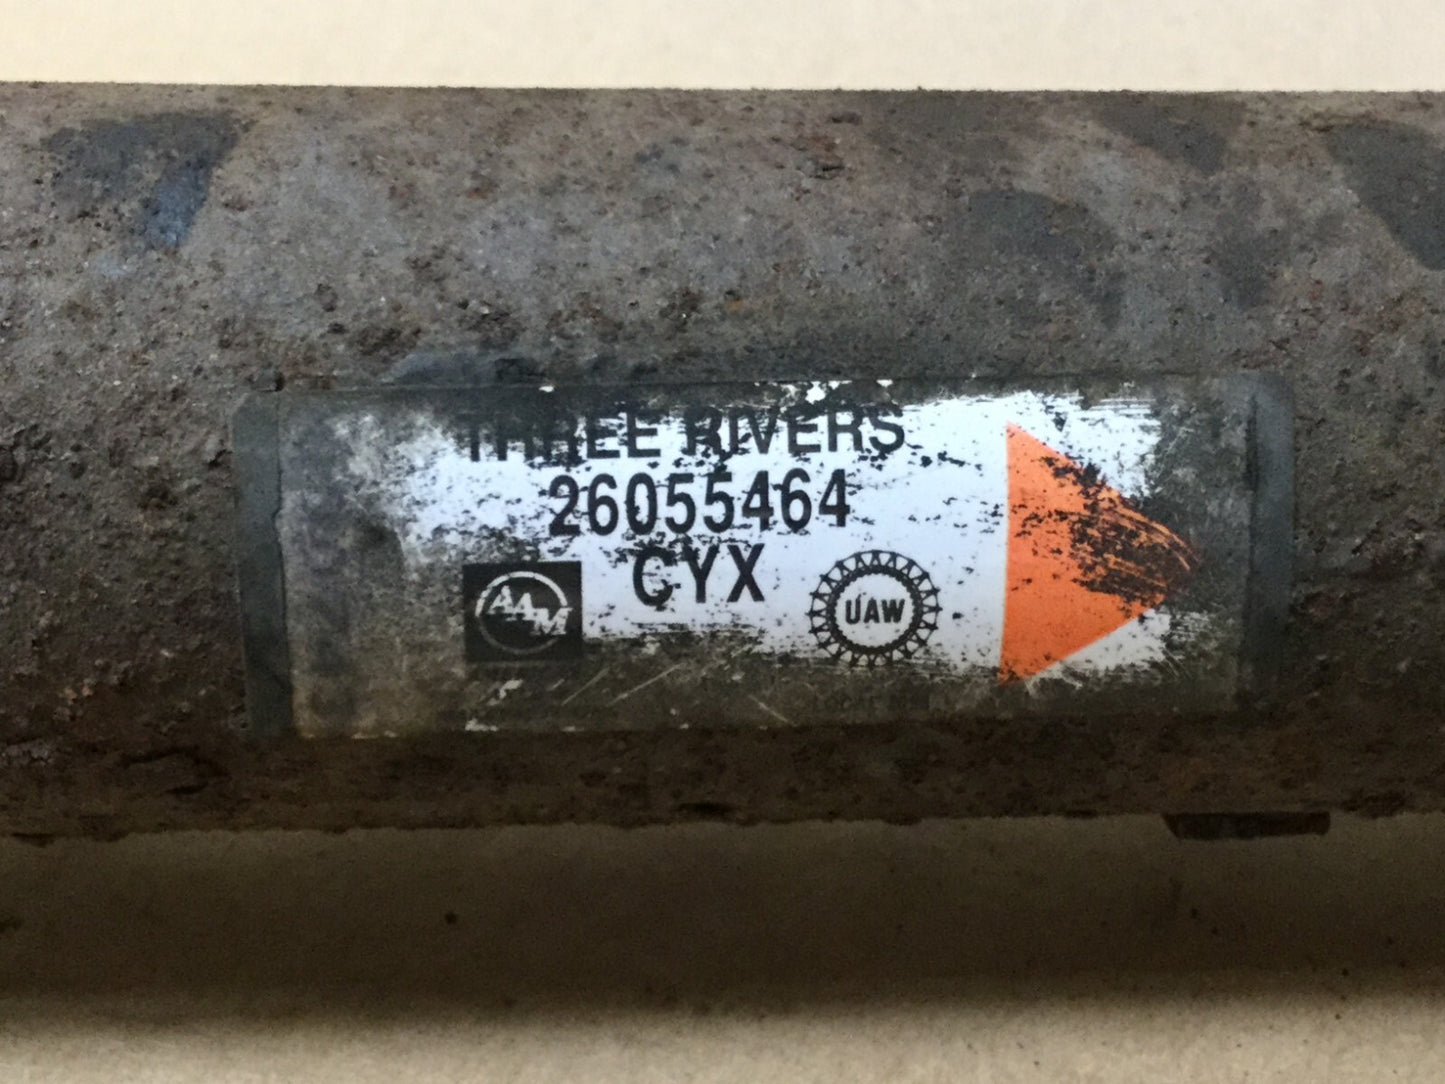 THREE RIVERS
26055464
CYX
AAM
UAW